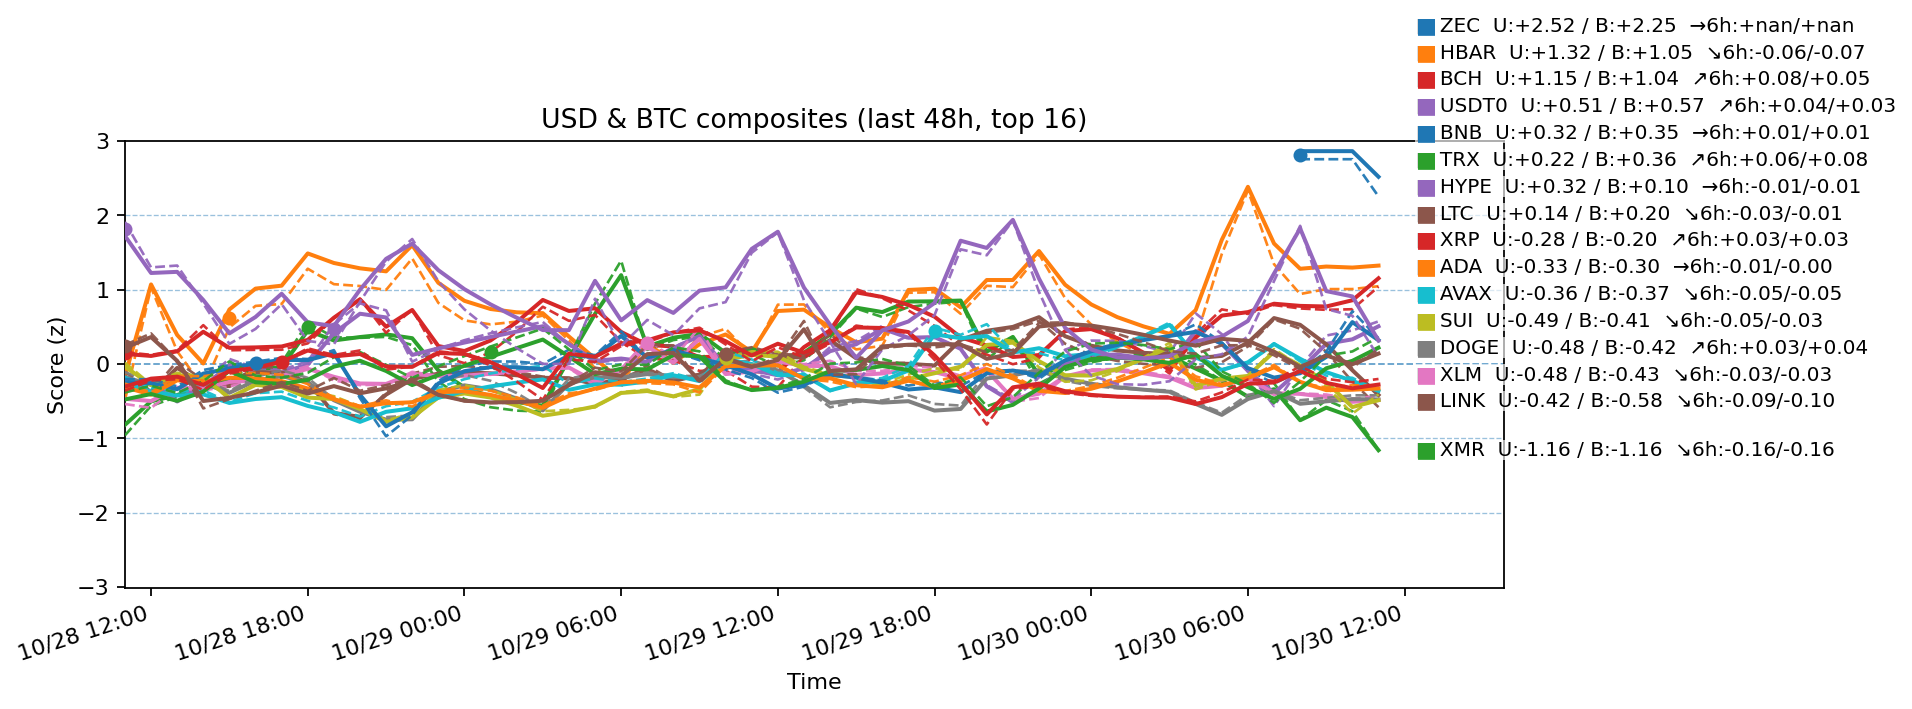 ZEC  U:+2.52 / B:+2.25  →6h:+nan/+nan
HBAR  U:+1.32 / B:+1.05  ↘6h:-0.06/-0.07
BCH  U:+1.15 / B:+1.04  ↗6h:+0.08/+0.05
USDT0  U:+0.51 / B:+0.57  ↗6h:+0.04/+0.03
BNB  U:+0.32 / B:+0.35  →6h:+0.01/+0.01
TRX  U:+0.22 / B:+0.36  ↗6h:+0.06/+0.08
HYPE  U:+0.32 / B:+0.10  →6h:-0.01/-0.01
LTC  U:+0.14 / B:+0.20  ↘6h:-0.03/-0.01
XRP  U:-0.28 / B:-0.20  ↗6h:+0.03/+0.03
ADA  U:-0.33 / B:-0.30  →6h:-0.01/-0.00
AVAX  U:-0.36 / B:-0.37  ↘6h:-0.05/-0.05
SUI  U:-0.49 / B:-0.41  ↘6h:-0.05/-0.03
DOGE  U:-0.48 / B:-0.42  ↗6h:+0.03/+0.04
XLM  U:-0.48 / B:-0.43  ↘6h:-0.03/-0.03
LINK  U:-0.42 / B:-0.58  ↘6h:-0.09/-0.10
XMR  U:-1.16 / B:-1.16  ↘6h:-0.16/-0.16
USD & BTC composites (last 48h, top 16)
Score (z)
3
2
1
0
−1
−2
−3
10/28 12:00
10/28 18:00
10/29 00:00
10/29 06:00
10/29 12:00
10/29 18:00
10/30 00:00
10/30 06:00
10/30 12:00
Time